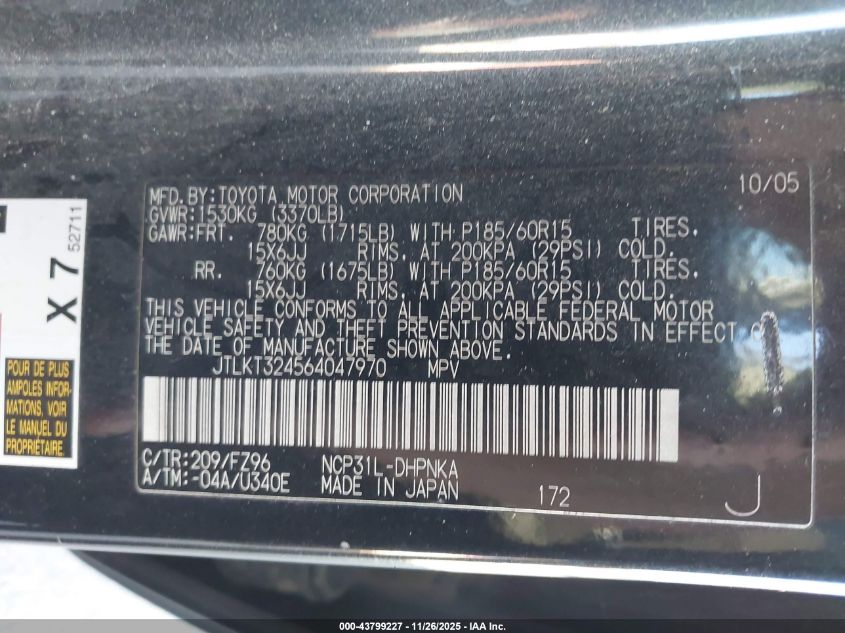 10/05
MFD.BY:TOYOTA MOTOR CORPORATION
GVWR:1530KG (3370LB)
GAWR:FRT. 780KG (1715LB) WITH P185/60R15 TIRES.
15X6JJ RIMS. AT 200KPA (29PSI) COLD.
RR. 760KG (1675LB) WITH P185/60R15 TIRES.
15X6JJ RIMS. AT 200KPA (29PSI) COLD.
THIS VEHICLE CONFORMS TO ALL APPLICABLE FEDERAL MOTOR
VEHICLE SAFETY AND THEFT PREVENTION STANDARDS IN EFFECT
THE DATE OF MANUFACTURE SHOWN ABOVE.
JTLKT324564047970 MPV
C/TR:209/FZ96 NCP31L-DHPNKA
A/TM:-04A/U340E MADE IN JAPAN 172 J
X 7
52711
POUR DE PLUS
AMPLES INFOR-
MATIONS, VOIR
LE MANUEL DU
PROPRIÉTAIRE
000-43799227 - 11/26/2025 - IAA Inc.